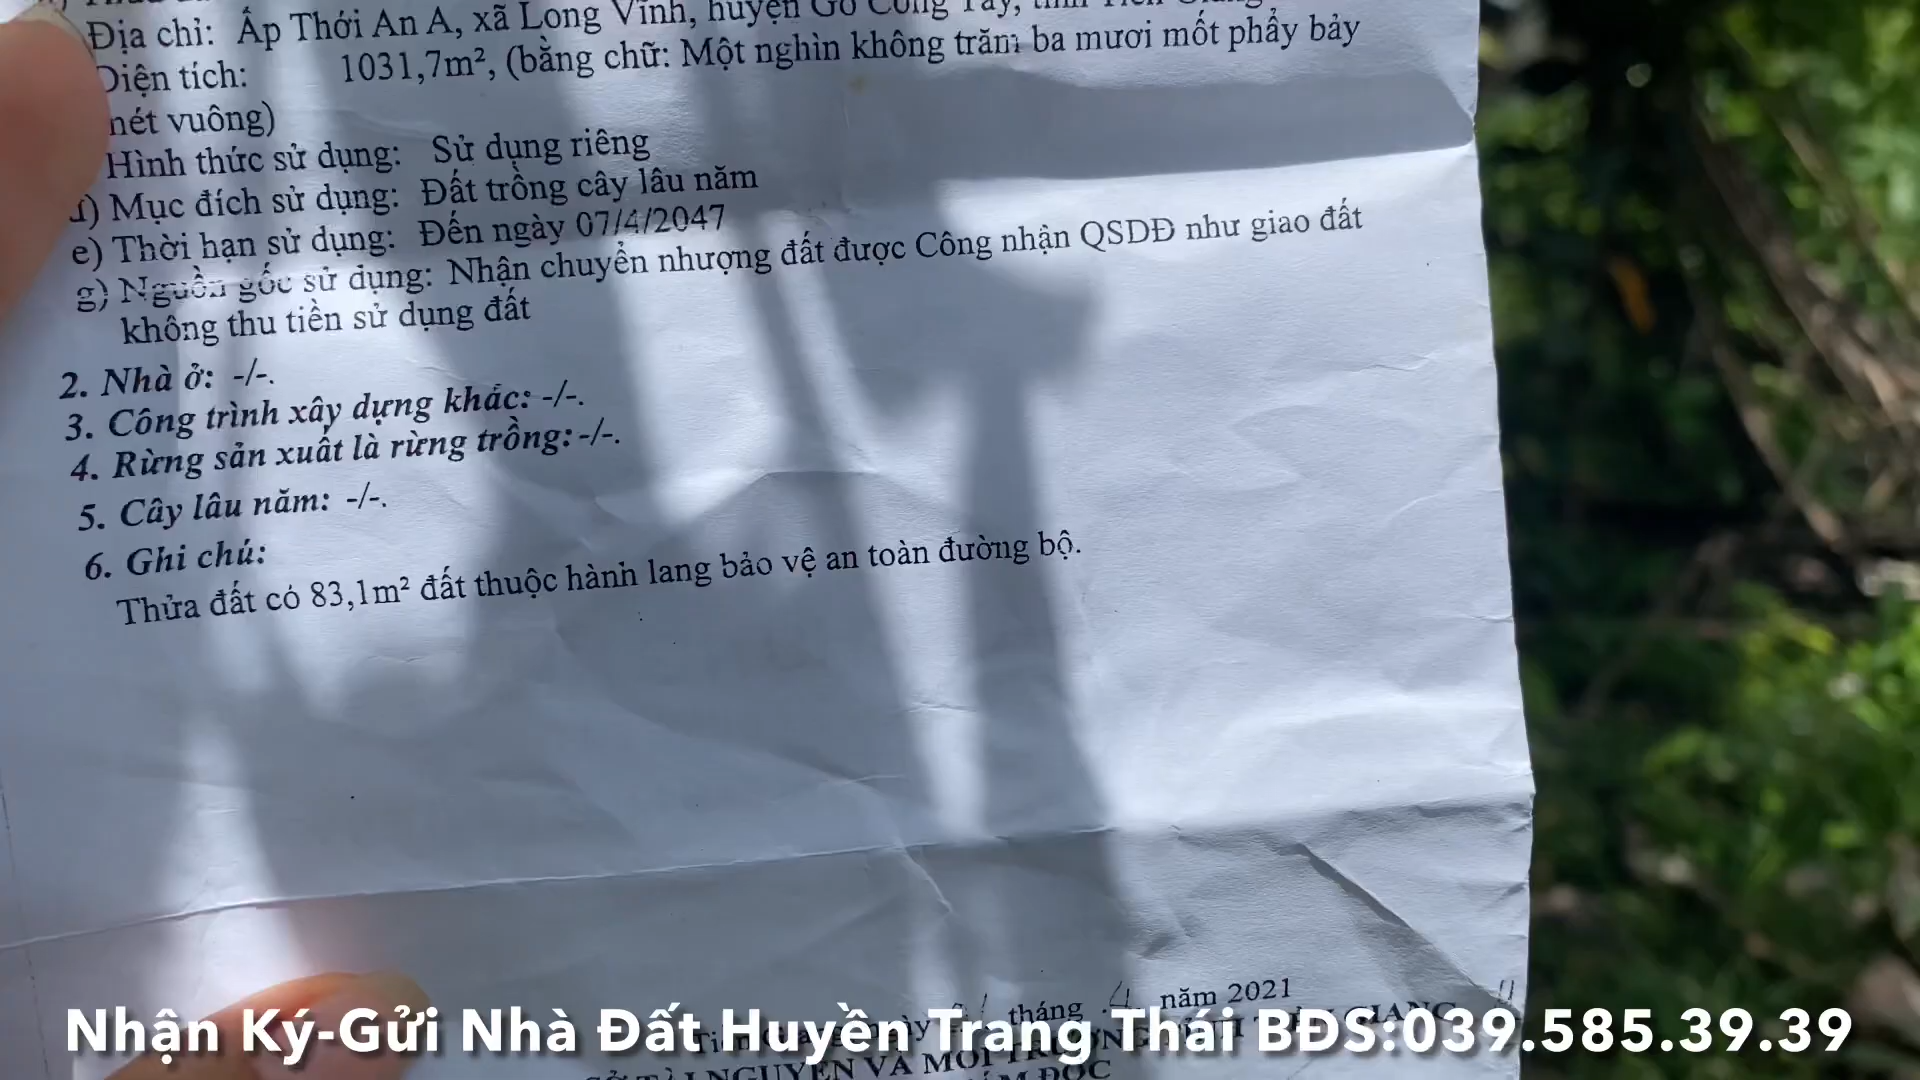 Địa chỉ: Ấp Thới An A, xã Long Vĩnh, huyện Gò Công Tây, tỉnh Tiền Giang
Diện tích: 1031,7m², (bằng chữ: Một nghìn không trăm ba mươi mốt phẩy bảy
mét vuông)
Hình thức sử dụng: Sử dụng riêng
d) Mục đích sử dụng: Đất trồng cây lâu năm
e) Thời hạn sử dụng: Đến ngày 07/4/2047
g) Nguồn gốc sử dụng: Nhận chuyển nhượng đất được Công nhận QSDĐ như giao đất
không thu tiền sử dụng đất
2. Nhà ở: -/-.
3. Công trình xây dựng khác: -/-.
4. Rừng sản xuất là rừng trồng: -/-.
5. Cây lâu năm: -/-.
6. Ghi chú:
Thửa đất có 83,1m² đất thuộc hành lang bảo vệ an toàn đường bộ.
tháng 4 năm 2021
Nhận Ký-Gửi Nhà Đất Huyền Trang Thái BĐS:039.585.39.39